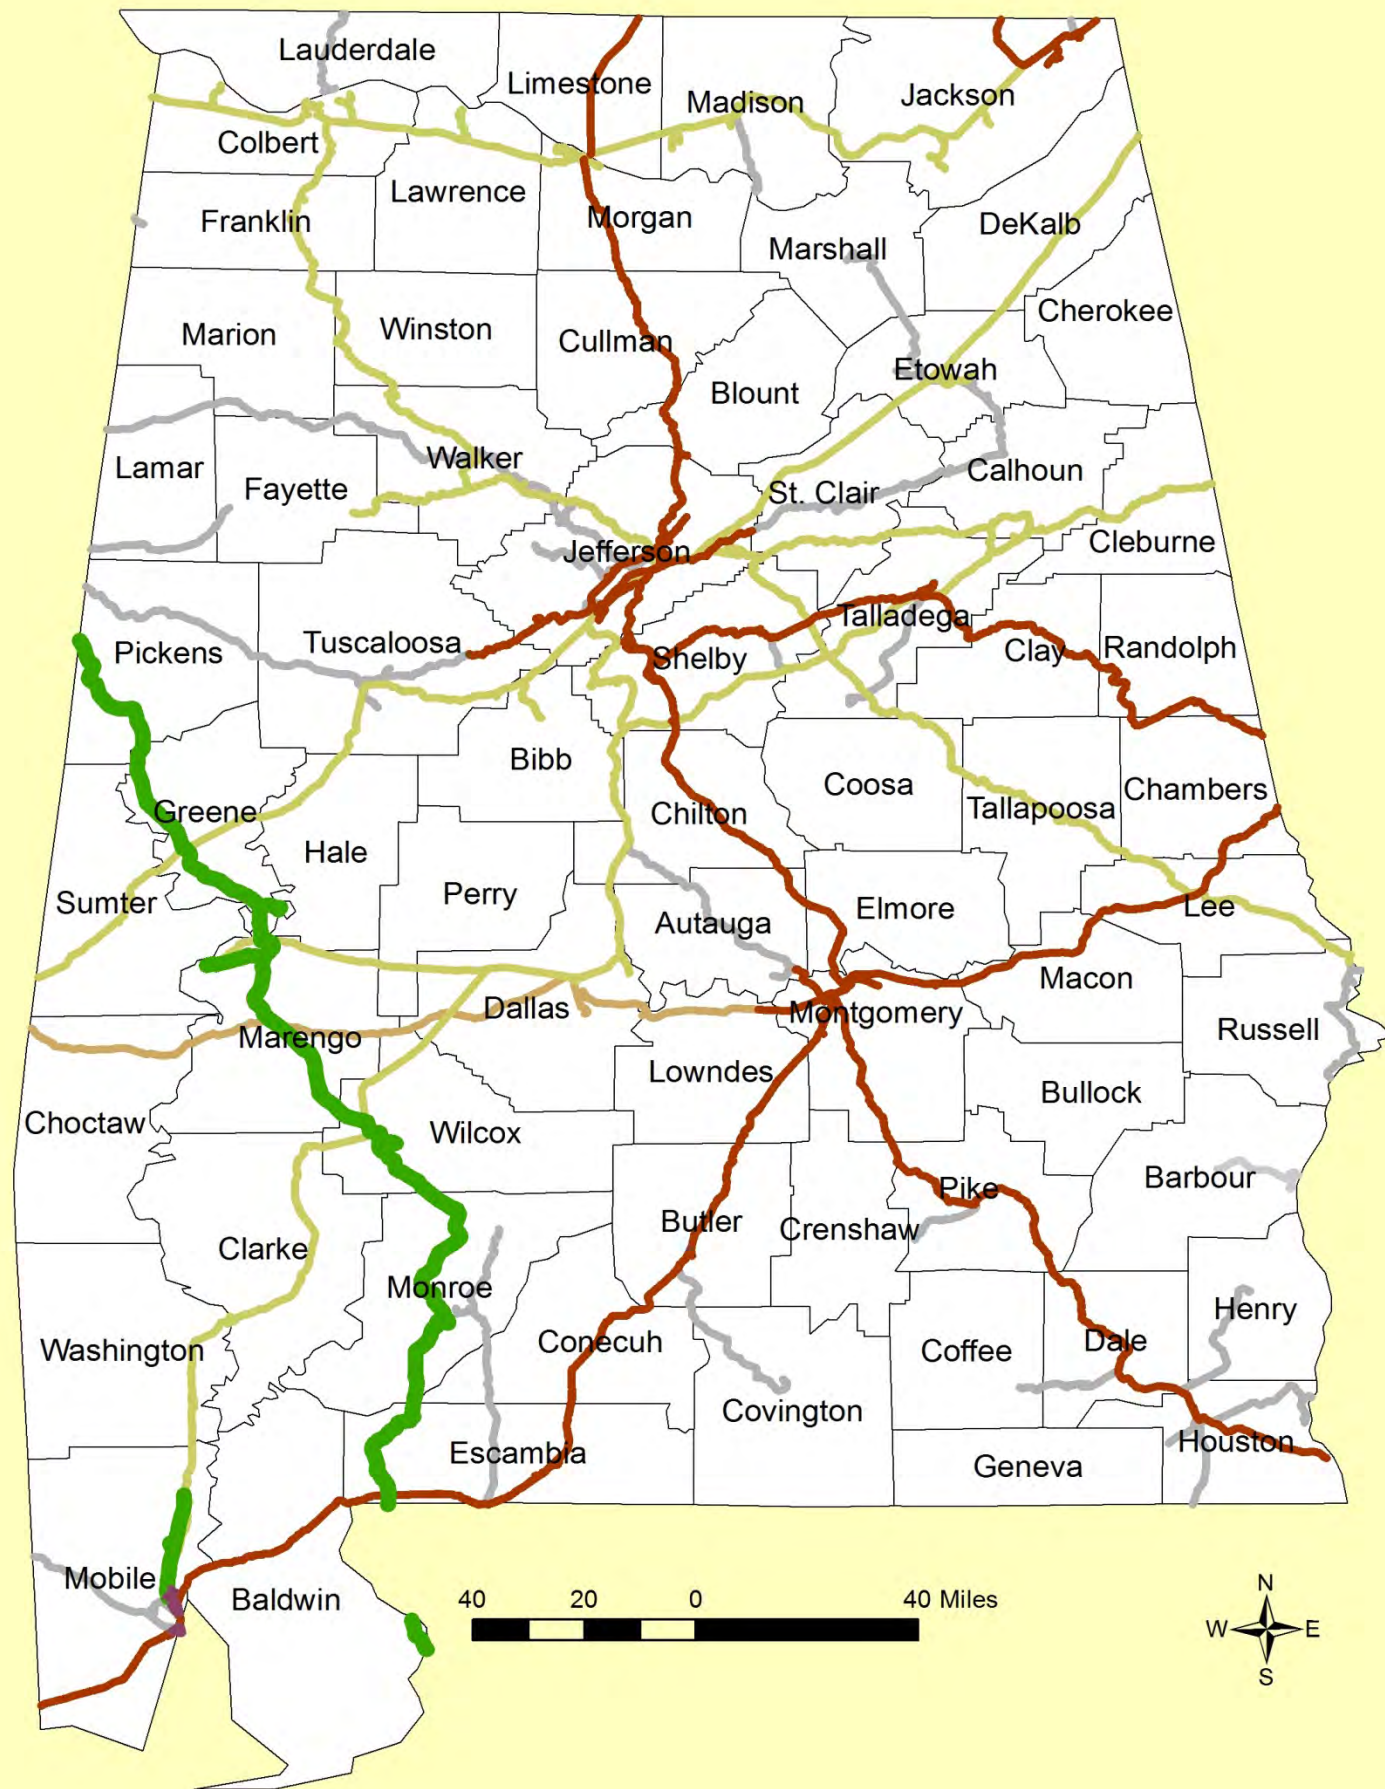 Lauderdale
Limestone
Madison
Jackson
Colbert
Lawrence
Franklin
Morgan
DeKalb
Marshall
Cherokee
Marion
Winston
Cullman
Etowah
Blount
Walker
Lamar
Fayette
St. Clair
Calhoun
Jefferson
Cleburne
Talladega
Pickens
Tuscaloosa
Shelby
Clay
Randolph
Bibb
Coosa
Chambers
Greene
Chilton
Tallapoosa
Hale
Perry
Sumter
Autauga
Elmore
Lee
Macon
Dallas
Montgomery
Russell
Marengo
Lowndes
Bullock
Choctaw
Wilcox
Barbour
Pike
Butler
Crenshaw
Clarke
Monroe
Henry
Washington
Conecuh
Coffee
Dale
Covington
Escambia
Houston
Geneva
Mobile
Baldwin
40 20 0 40 Miles
N
W E
S